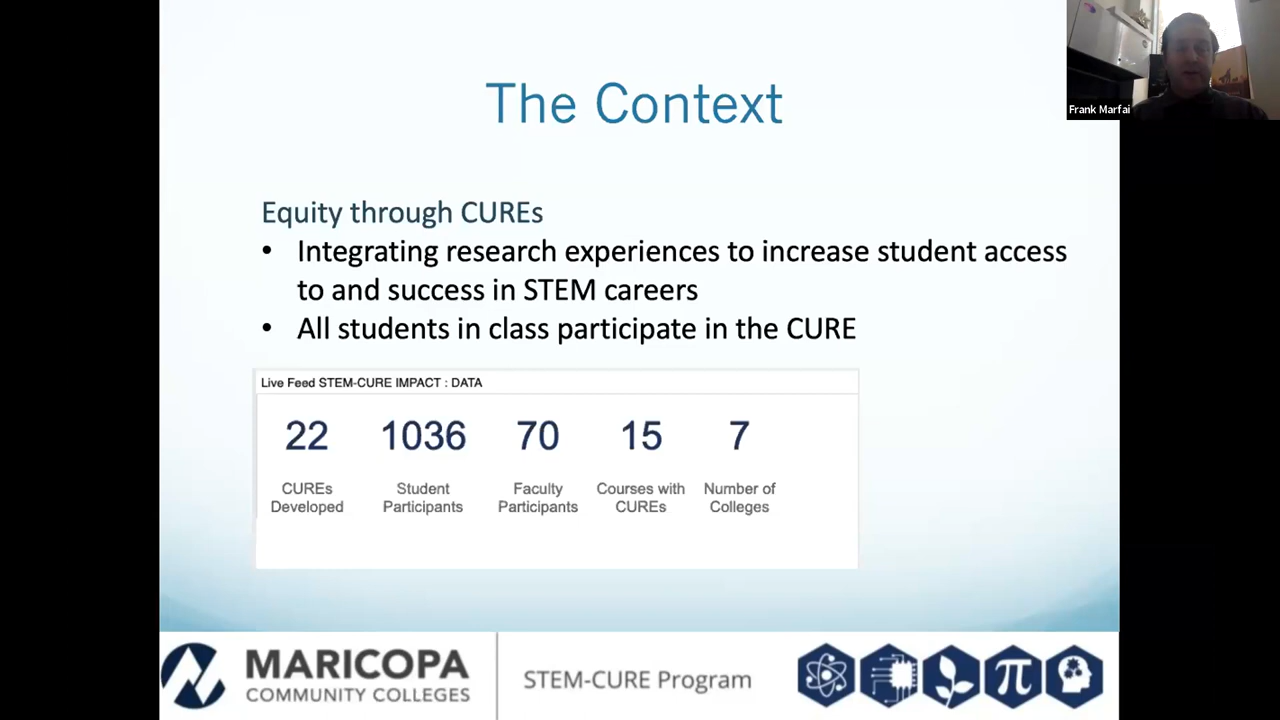 The Context
Frank Marfai
Equity through CUREs
• Integrating research experiences to increase student access
to and success in STEM careers
• All students in class participate in the CURE
Live Feed STEM-CURE IMPACT : DATA
22 1036 70 15 7
CUREs Student Faculty Courses with Number of
Developed Participants Participants CUREs Colleges
MARICOPA
COMMUNITY COLLEGES
STEM-CURE Program
π